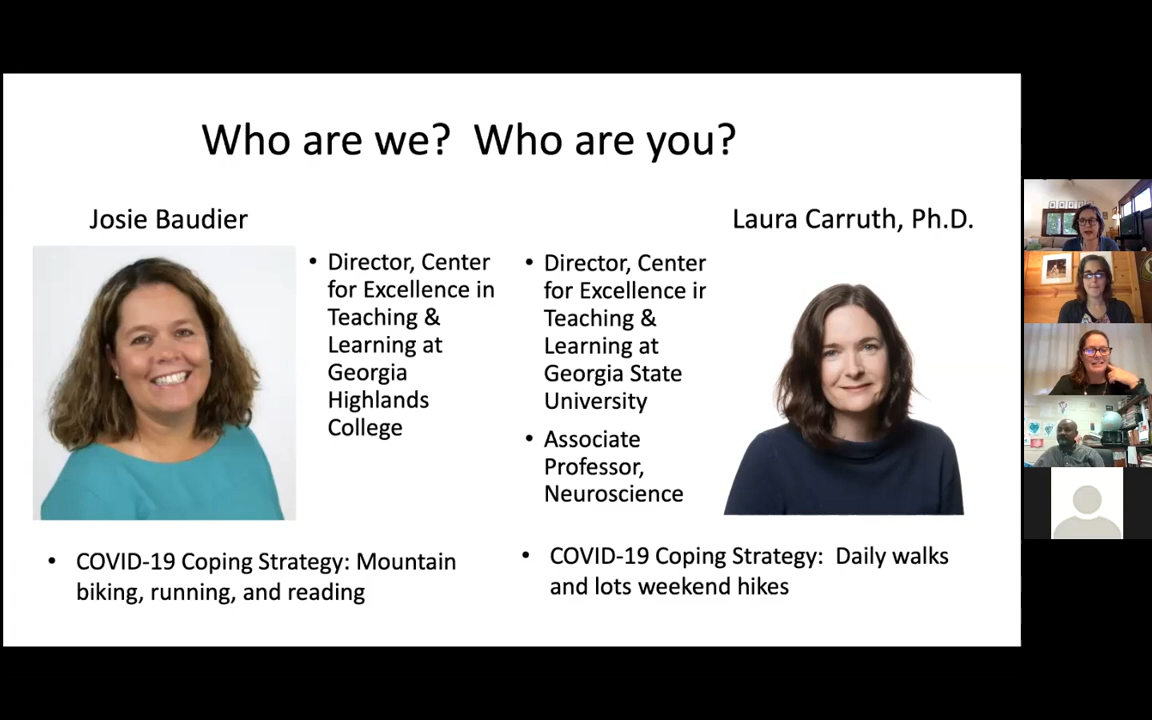 Who are we?  Who are you?
Josie Baudier
• Director, Center
for Excellence in
Teaching &
Learning at
Georgia
Highlands
College
• COVID-19 Coping Strategy: Mountain
biking, running, and reading
Laura Carruth, Ph.D.
• Director, Center
for Excellence ir
Teaching &
Learning at
Georgia State
University
• Associate
Professor,
Neuroscience
• COVID-19 Coping Strategy:  Daily walks
and lots weekend hikes